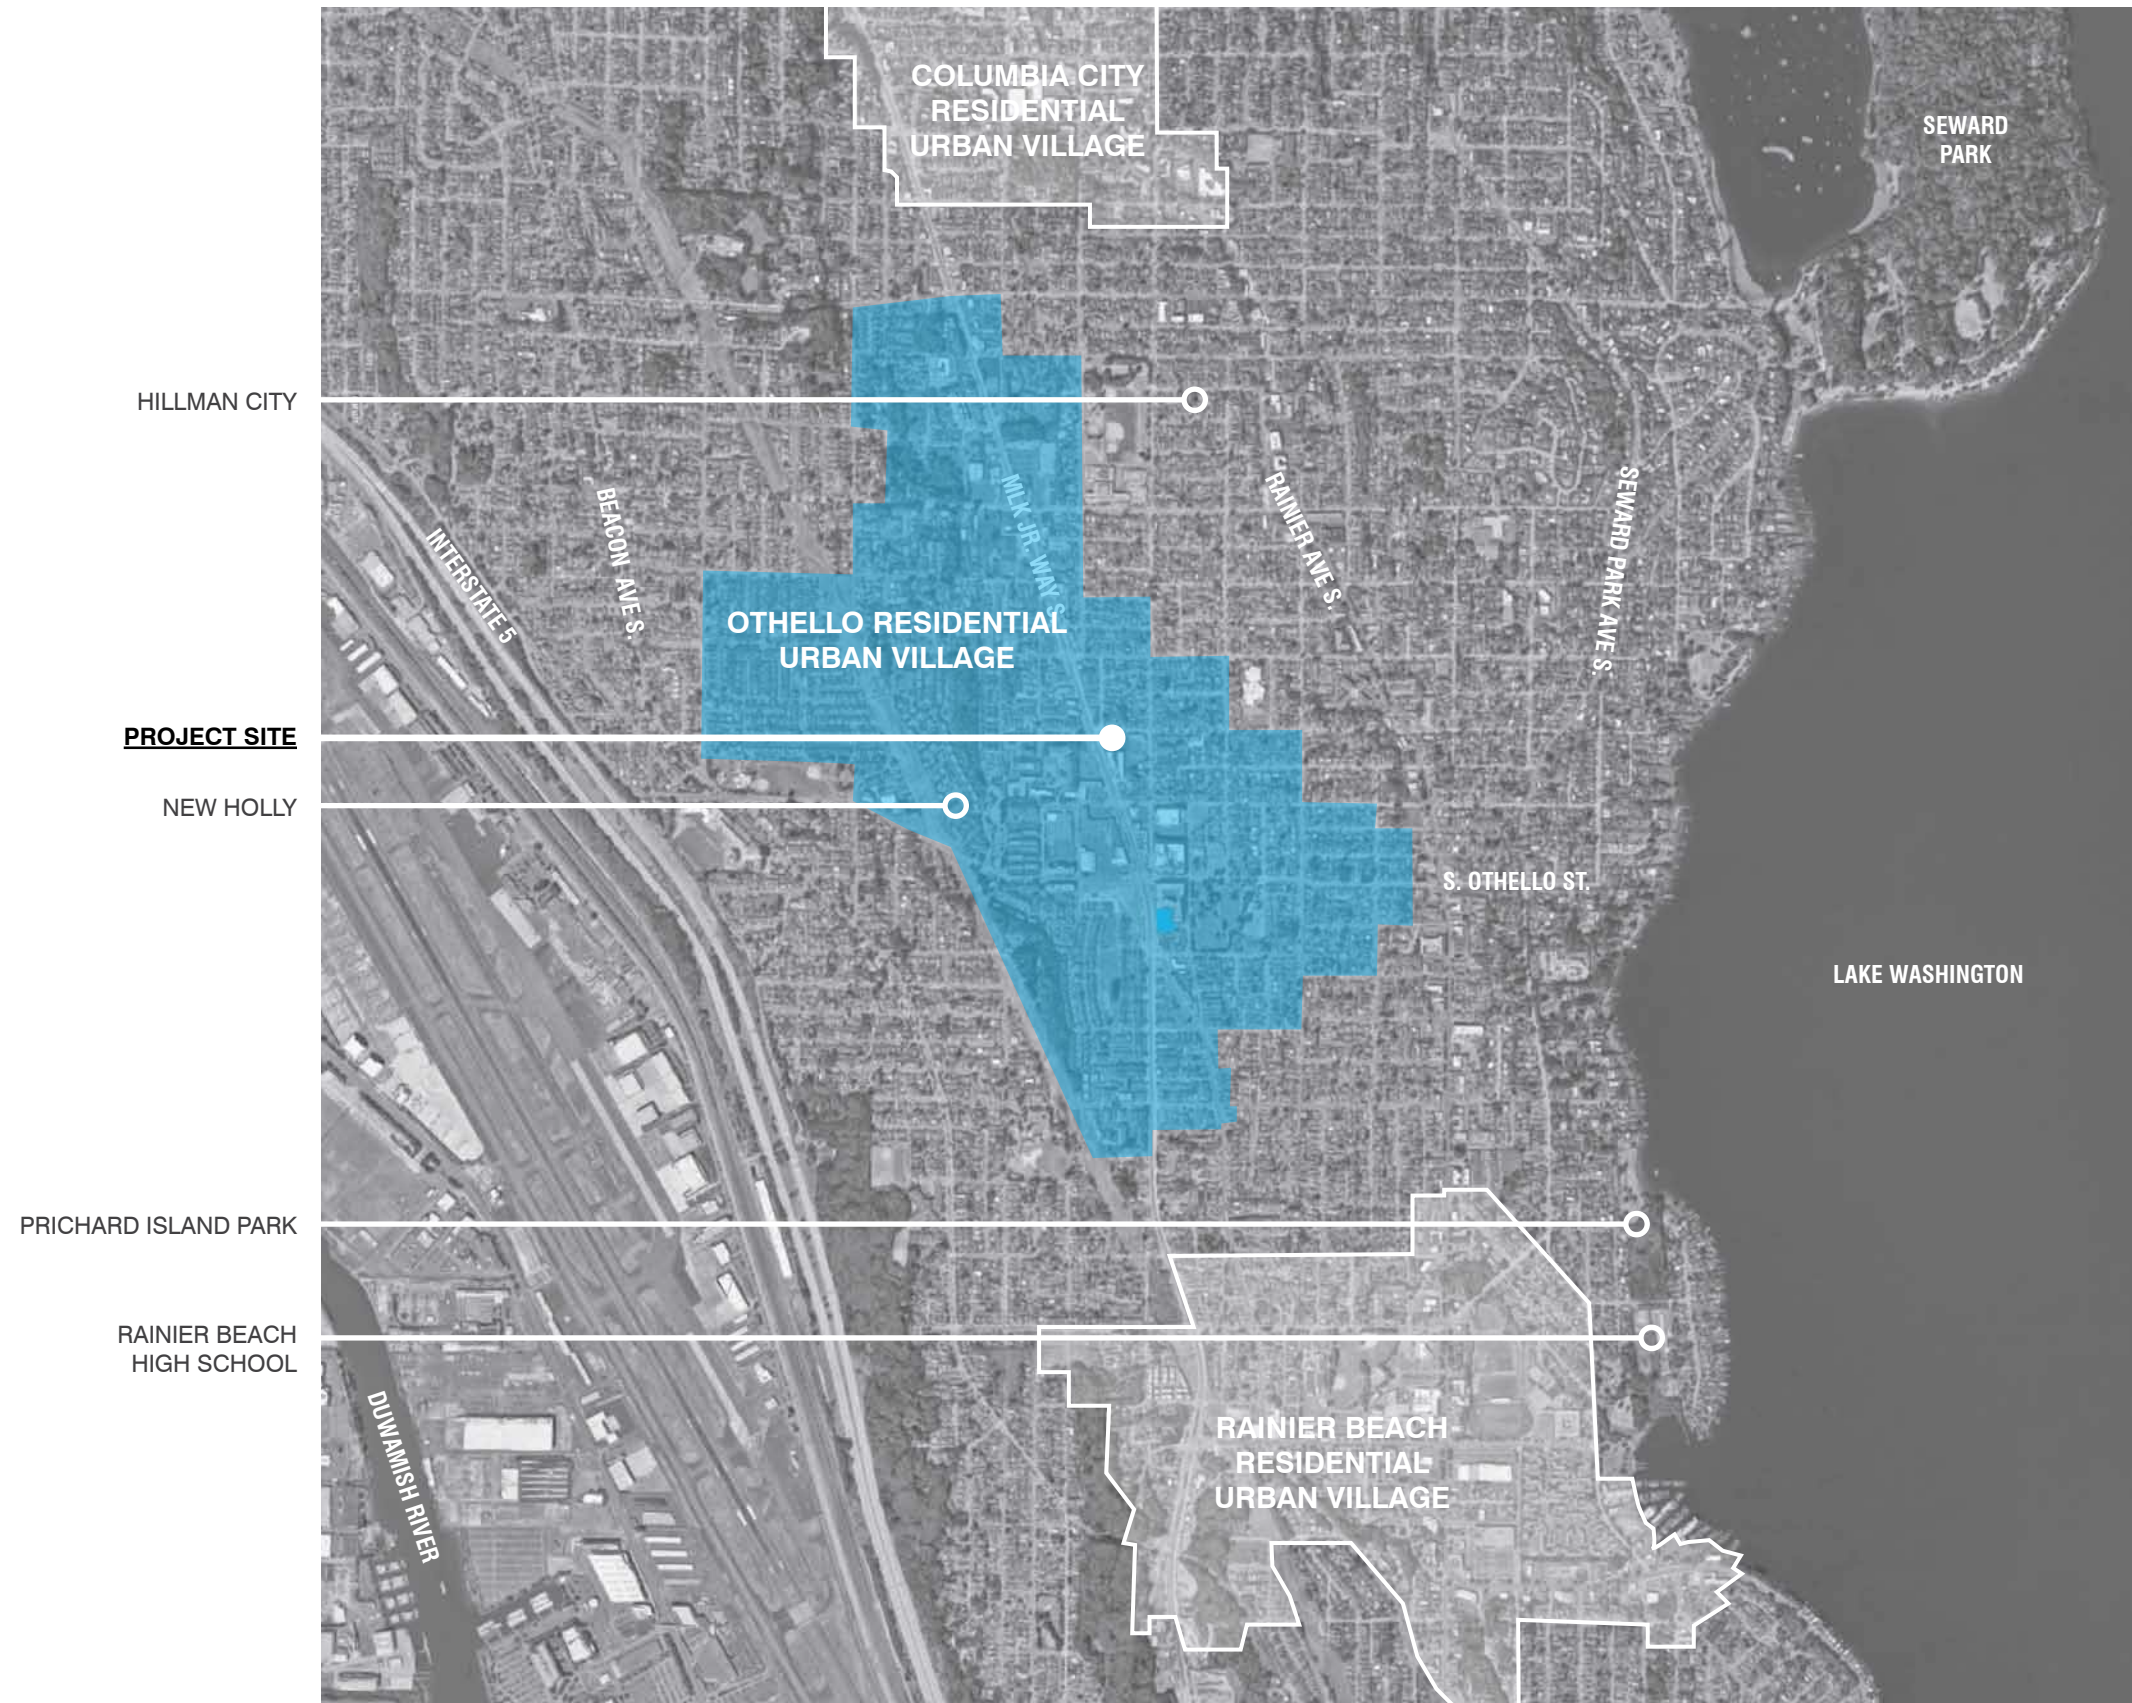 COLUMBIA CITY
RESIDENTIAL
URBAN VILLAGE
SEWARD
PARK
HILLMAN CITY
INTERSTATE 5
BEACON AVE S.
MLK JR. WAY S.
RAINIER AVE S.
SEWARD PARK AVE S.
OTHELLO RESIDENTIAL
URBAN VILLAGE
PROJECT SITE
NEW HOLLY
S. OTHELLO ST.
LAKE WASHINGTON
PRICHARD ISLAND PARK
RAINIER BEACH
HIGH SCHOOL
DUWAMISH RIVER
RAINIER BEACH
RESIDENTIAL
URBAN VILLAGE